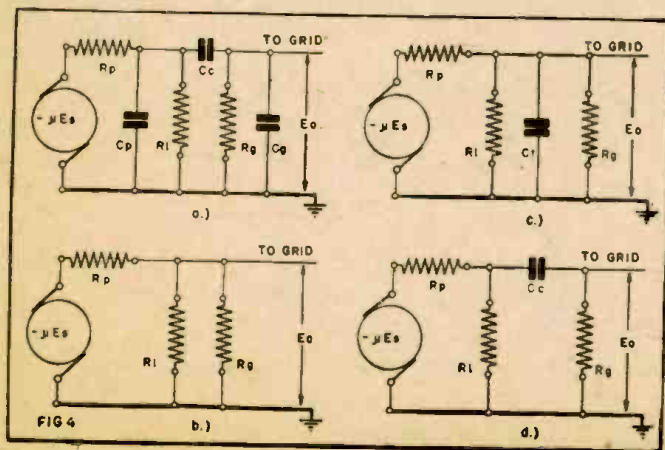 TO GRID
Rp
Cc
-μEs
Cp
Rl
Rg
Cg
Eo
a.)
TO GRID
Rp
-μEs
Rl
Ct
Rg
Eo
c.)
TO GRID
Rp
-μEs
Rl
Rg
Eo
FIG 4
b.)
TO GRID
Rp
Cc
-μEs
Rl
Rg
Eo
d.)